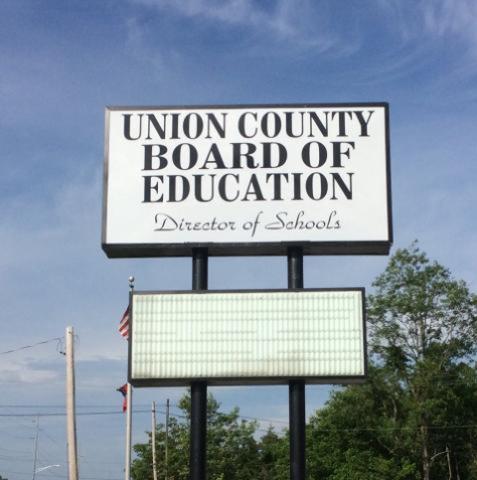 UNION COUNTY
BOARD OF
EDUCATION
Director of Schools